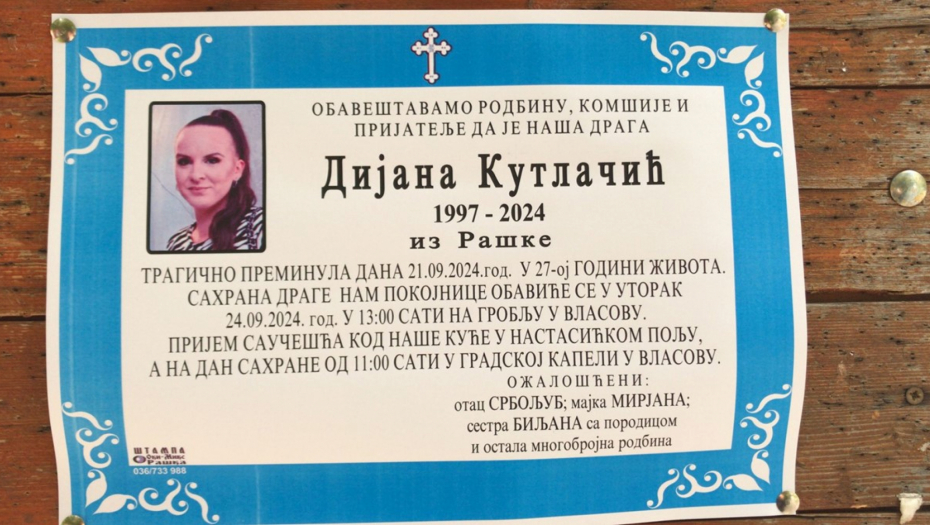 ОБАВЕШТАВАМО РОДБИНУ, КОМШИЈЕ И
ПРИЈАТЕЉЕ ДА ЈЕ НАША ДРАГА
Дијана Кутлачић
1997 - 2024
из Рашке
ТРАГИЧНО ПРЕМИНУЛА ДАНА 21.09.2024.год. У 27-ој ГОДИНИ ЖИВОТА.
САХРАНА ДРАГЕ НАМ ПОКОЈНИЦЕ ОБАВИЋЕ СЕ У УТОРАК
24.09.2024. год. У 13:00 САТИ НА ГРОБЉУ У ВЛАСОВУ.
ПРИЈЕМ САУЧЕШЋА КОД НАШЕ КУЋЕ У НАСТАСИЋКОМ ПОЉУ,
А НА ДАН САХРАНЕ ОД 11:00 САТИ У ГРАДСКОЈ КАПЕЛИ У ВЛАСОВУ.
ОЖАЛОШЋЕНИ:
отац СРБОЉУБ; мајка МИРЈАНА;
сестра БИЉАНА са породицом
и остала многобројна родбина
ШТАМПА
Рашка
036/733 988